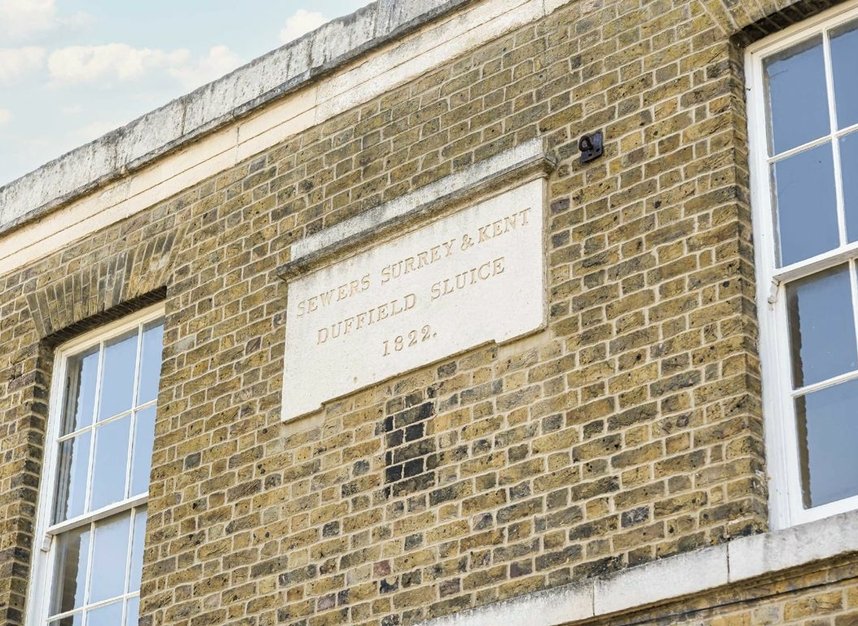 SEWERS SURREY & KENT
DUFFIELD SLUICE
1822.